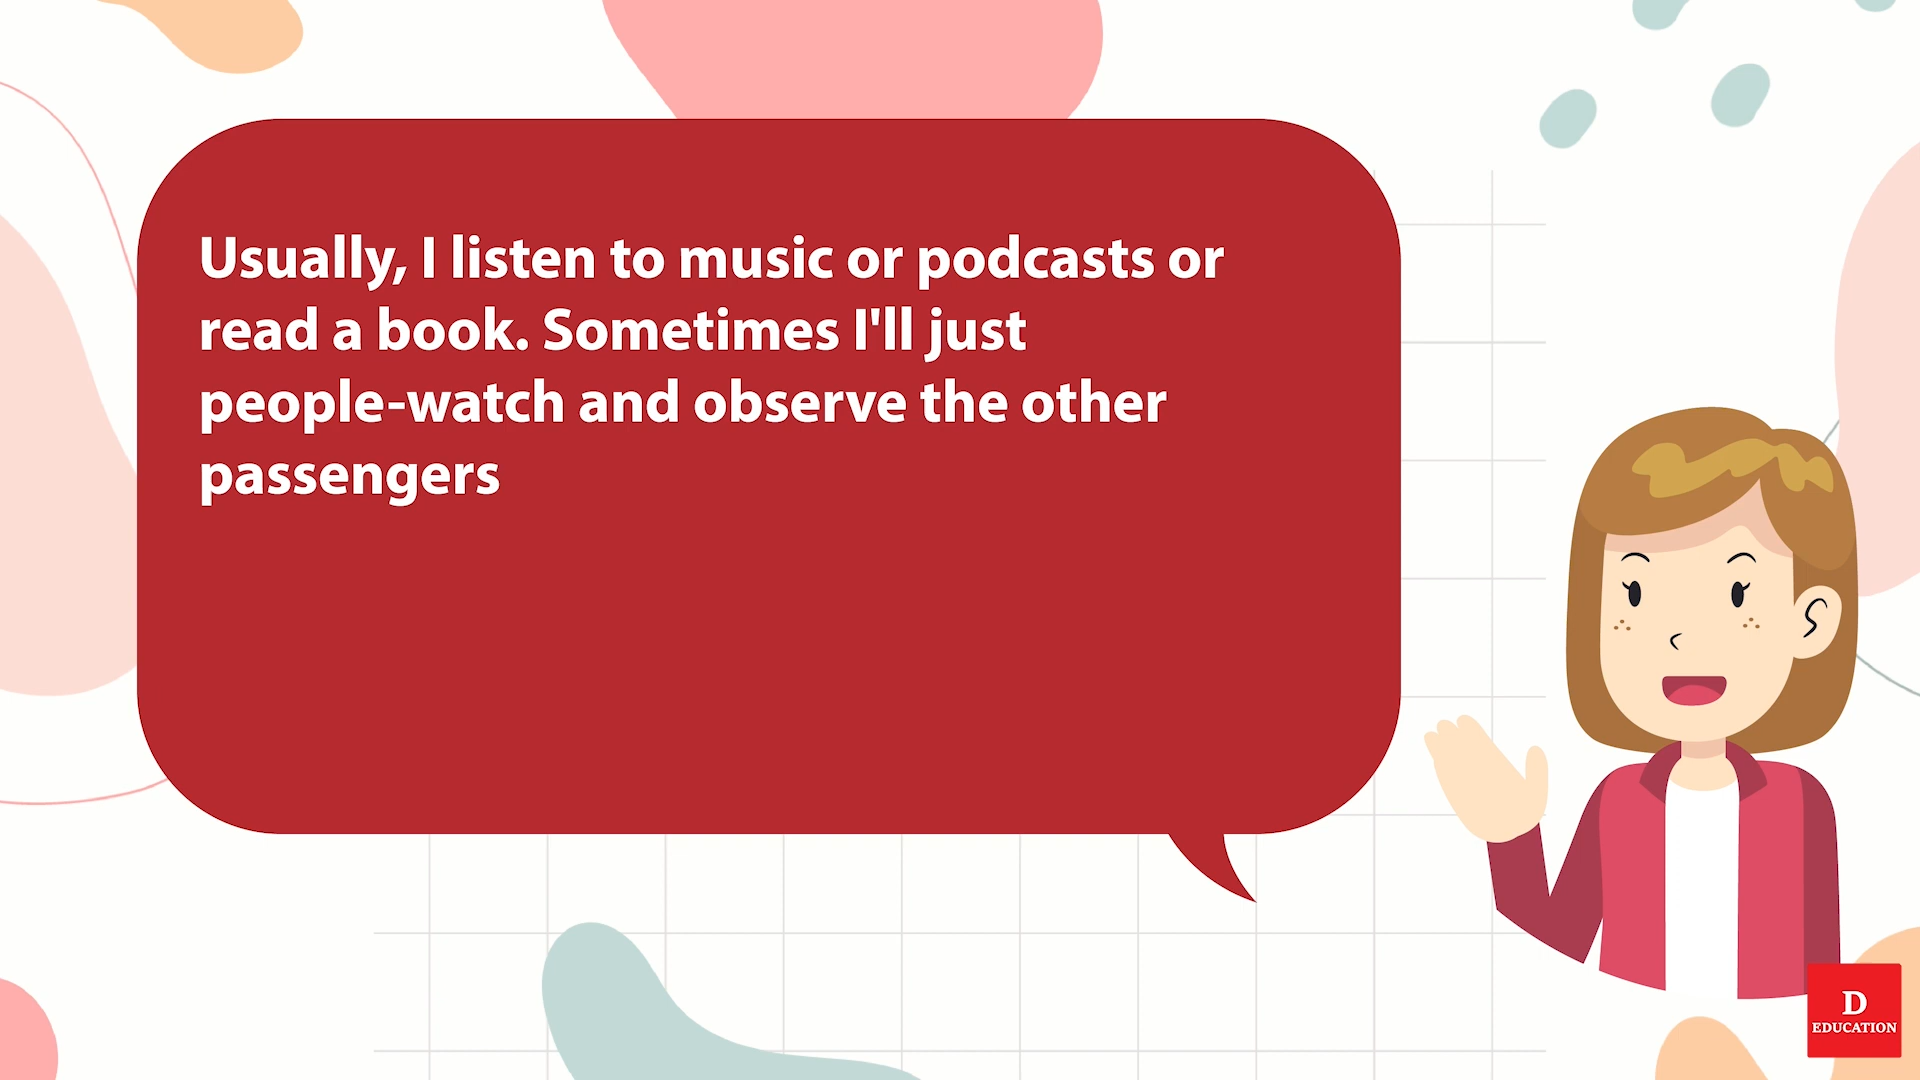 Usually, I listen to music or podcasts or
read a book. Sometimes I'll just
people-watch and observe the other
passengers
D
EDUCATION